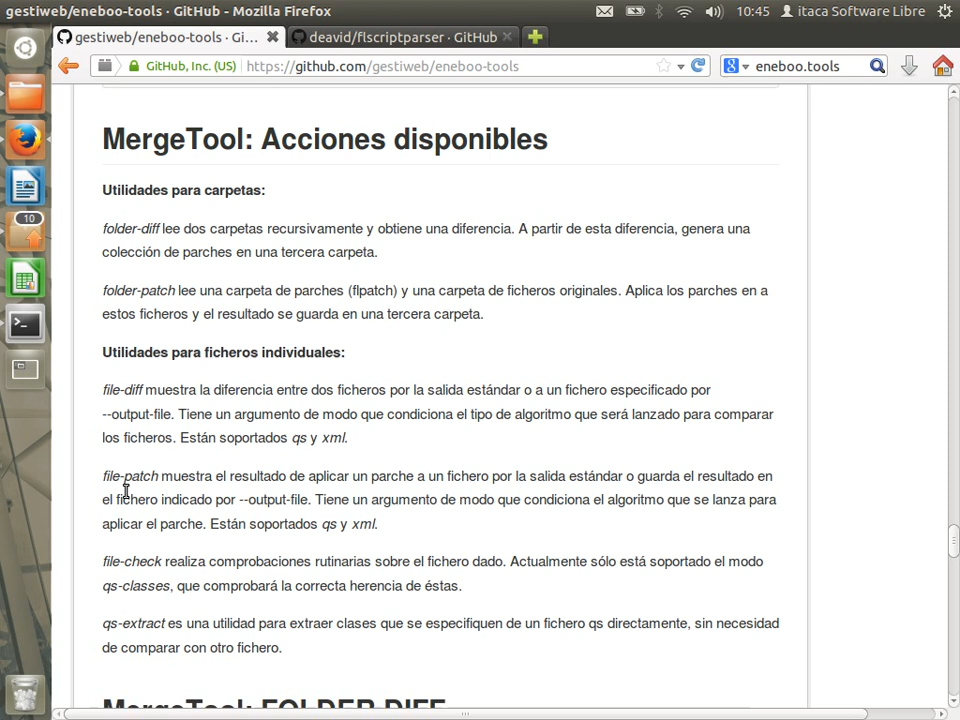 gestiweb/eneboo-tools · GitHub - Mozilla Firefox
10:45
itaca Software Libre
gestiweb/eneboo-tools · Gi...
deavid/flscriptparser · GitHub
GitHub, Inc. (US)
https://github.com/gestiweb/eneboo-tools
eneboo.tools
10
MergeTool: Acciones disponibles
Utilidades para carpetas:
folder-diff lee dos carpetas recursivamente y obtiene una diferencia. A partir de esta diferencia, genera una
colección de parches en una tercera carpeta.
folder-patch lee una carpeta de parches (flpatch) y una carpeta de ficheros originales. Aplica los parches en a
estos ficheros y el resultado se guarda en una tercera carpeta.
Utilidades para ficheros individuales:
file-diff muestra la diferencia entre dos ficheros por la salida estándar o a un fichero especificado por
--output-file. Tiene un argumento de modo que condiciona el tipo de algoritmo que será lanzado para comparar
los ficheros. Están soportados qs y xml.
file-patch muestra el resultado de aplicar un parche a un fichero por la salida estándar o guarda el resultado en
el fichero indicado por --output-file. Tiene un argumento de modo que condiciona el algoritmo que se lanza para
aplicar el parche. Están soportados qs y xml.
file-check realiza comprobaciones rutinarias sobre el fichero dado. Actualmente sólo está soportado el modo
qs-classes, que comprobará la correcta herencia de éstas.
qs-extract es una utilidad para extraer clases que se especifiquen de un fichero qs directamente, sin necesidad
de comparar con otro fichero.
MergeTool: FOLDER DIFF